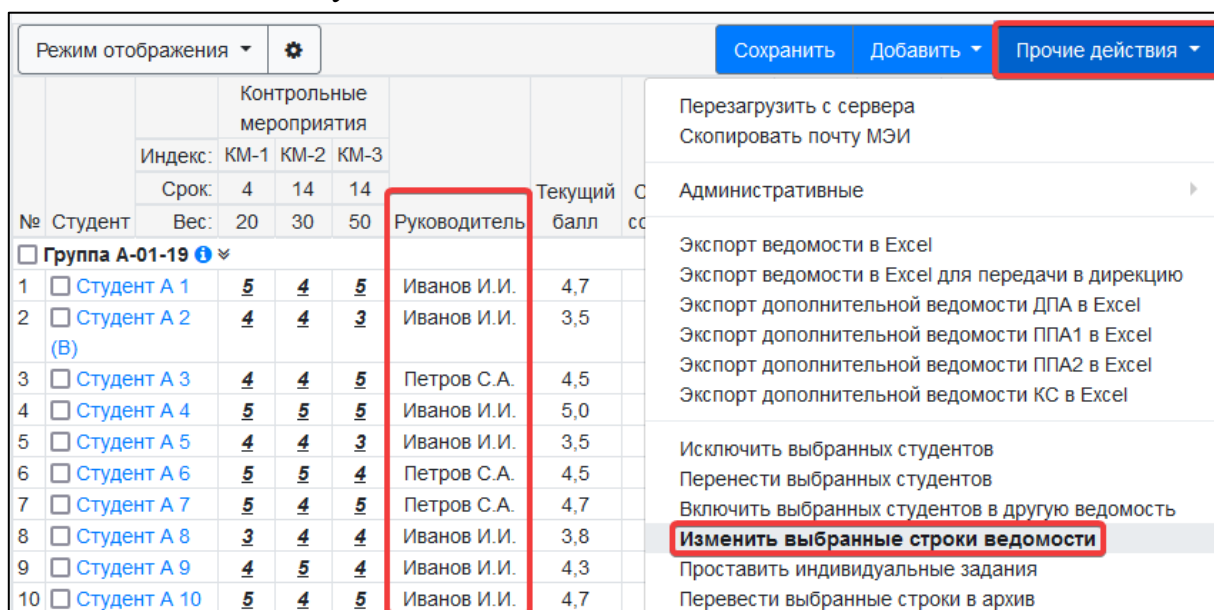 Режим отображения
Сохранить Добавить Прочие действия
Контрольные
мероприятия
Индекс: КМ-1 КМ-2 КМ-3
Срок: 4 14 14 Текущий
№ Студент Вес: 20 30 50 Руководитель балл
Группа А-01-19
1 Студент А 1 5 4 5 Иванов И.И. 4,7
2 Студент А 2 4 4 3 Иванов И.И. 3,5
(В)
3 Студент А 3 4 4 5 Петров С.А. 4,5
4 Студент А 4 5 5 5 Иванов И.И. 5,0
5 Студент А 5 4 4 3 Иванов И.И. 3,5
6 Студент А 6 5 5 4 Петров С.А. 4,5
7 Студент А 7 5 4 5 Петров С.А. 4,7
8 Студент А 8 3 4 4 Иванов И.И. 3,8
9 Студент А 9 4 5 4 Иванов И.И. 4,3
10 Студент А 10 5 4 5 Иванов И.И. 4,7
Перезагрузить с сервера
Скопировать почту МЭИ
Административные
Экспорт ведомости в Excel
Экспорт ведомости в Excel для передачи в дирекцию
Экспорт дополнительной ведомости ДПА в Excel
Экспорт дополнительной ведомости ППА1 в Excel
Экспорт дополнительной ведомости ППА2 в Excel
Экспорт дополнительной ведомости КС в Excel
Исключить выбранных студентов
Перенести выбранных студентов
Включить выбранных студентов в другую ведомость
Изменить выбранные строки ведомости
Проставить индивидуальные задания
Перевести выбранные строки в архив